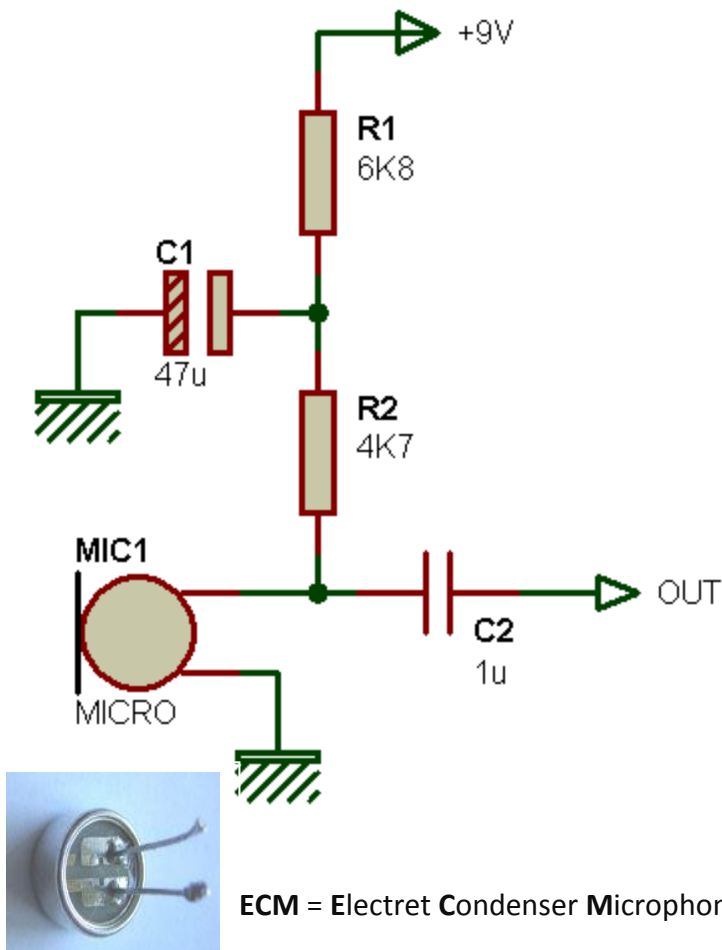 +9V
R1
6K8
C1
47u
R2
4K7
MIC1
OUT
C2
1u
MICRO
ECM = Electret Condenser Microphon